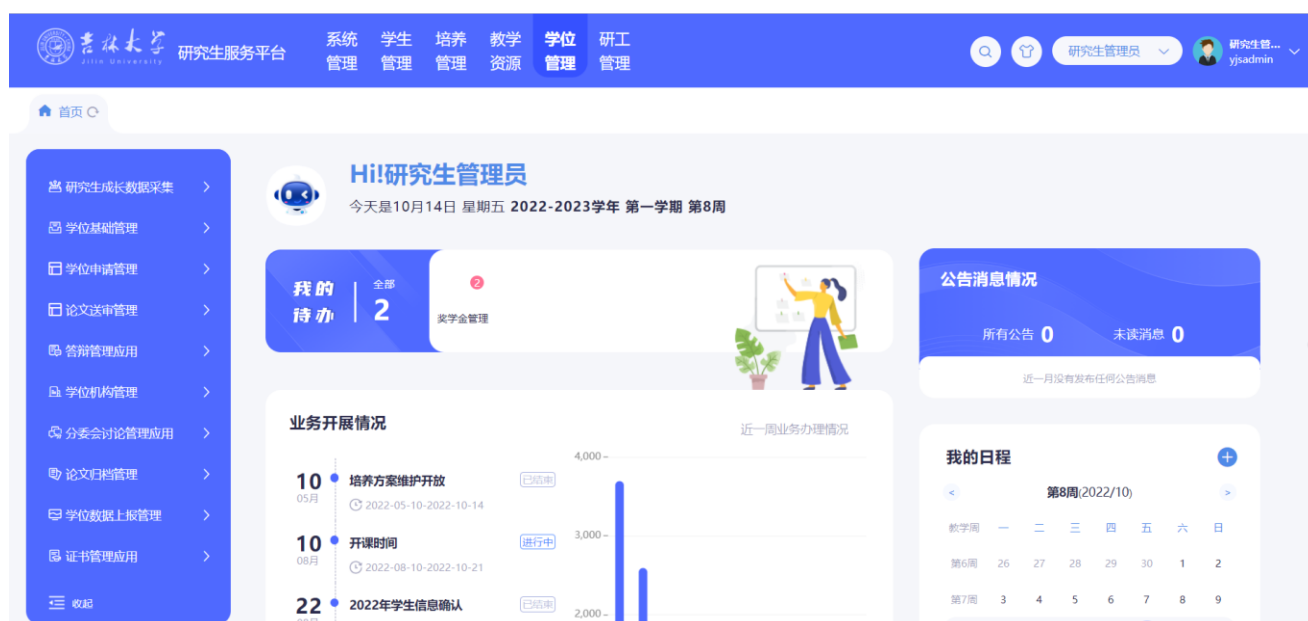 吉林大学
Jilin University
研究生服务平台
系统管理
学生管理
培养管理
教学资源
学位管理
研工管理
研究生管理员
研究生管...
yjsadmin
首页
研究生成长数据采集
学位基础管理
学位申请管理
论文送审管理
答辩管理应用
学位机构管理
分委会讨论管理应用
论文归档管理
学位数据上报管理
证书管理应用
收起
Hi!研究生管理员
今天是10月14日 星期五 2022-2023学年 第一学期 第8周
我的待办
全部
2
2
奖学金管理
公告消息情况
所有公告 0 未读消息 0
近一月没有发布任何公告消息
业务开展情况
近一周业务办理情况
10 培养方案维护开放 已结束
05月 2022-05-10-2022-10-14
10 开课时间 进行中
08月 2022-08-10-2022-10-21
22 2022年学生信息确认 已结束
4,000
3,000
2,000
我的日程
< 第8周(2022/10) >
教学周 一 二 三 四 五 六 日
第6周 26 27 28 29 30 1 2
第7周 3 4 5 6 7 8 9